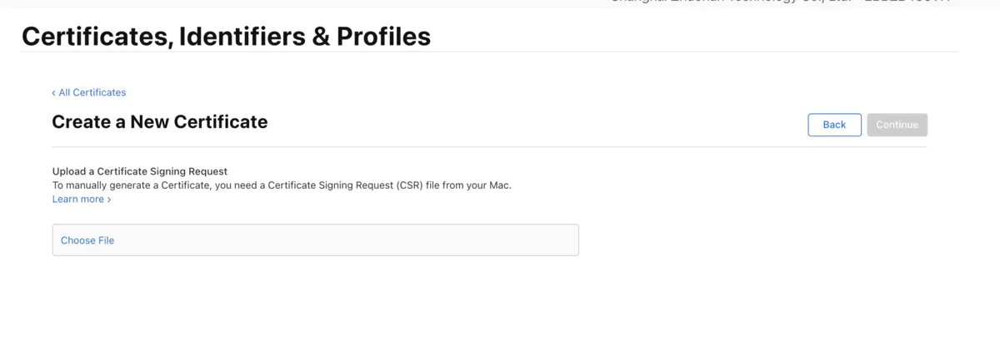 Certificates, Identifiers & Profiles
‹ All Certificates
Create a New Certificate
Back
Continue
Upload a Certificate Signing Request
To manually generate a Certificate, you need a Certificate Signing Request (CSR) file from your Mac.
Learn more ›
Choose File